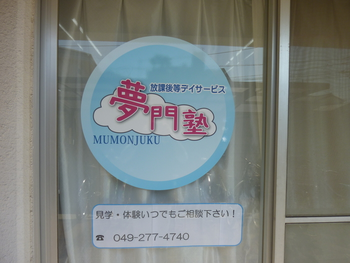 放課後等デイサービス
夢門塾
MUMONJUKU
見学・体験いつでもご相談下さい！
☎ 049-277-4740